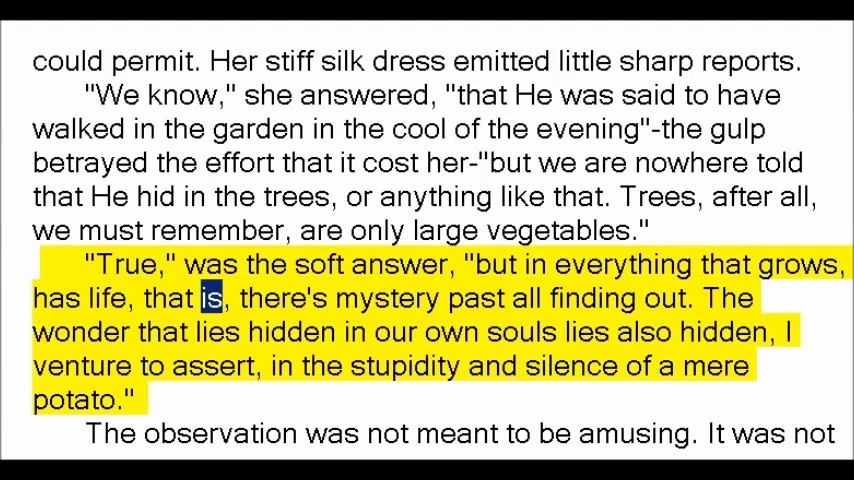 could permit. Her stiff silk dress emitted little sharp reports.
"We know," she answered, "that He was said to have
walked in the garden in the cool of the evening"-the gulp
betrayed the effort that it cost her-"but we are nowhere told
that He hid in the trees, or anything like that. Trees, after all,
we must remember, are only large vegetables."
"True," was the soft answer, "but in everything that grows,
has life, that is, there's mystery past all finding out. The
wonder that lies hidden in our own souls lies also hidden, I
venture to assert, in the stupidity and silence of a mere
potato."
The observation was not meant to be amusing. It was not